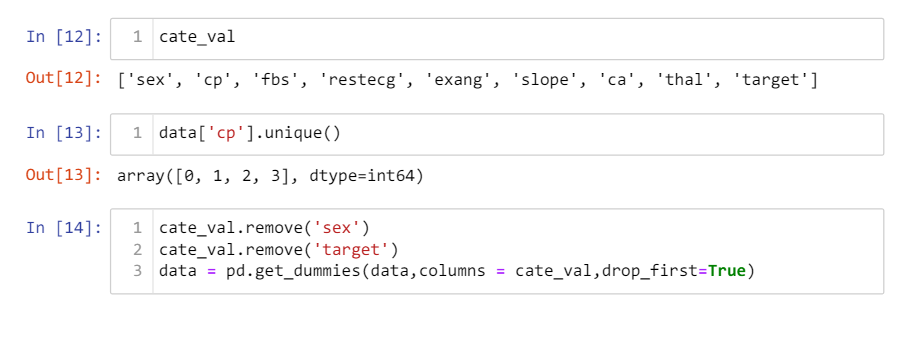 In [12]: 1 cate_val
Out[12]: ['sex', 'cp', 'fbs', 'restecg', 'exang', 'slope', 'ca', 'thal', 'target']
In [13]: 1 data['cp'].unique()
Out[13]: array([0, 1, 2, 3], dtype=int64)
In [14]: 1 cate_val.remove('sex')
2 cate_val.remove('target')
3 data = pd.get_dummies(data,columns = cate_val,drop_first=True)